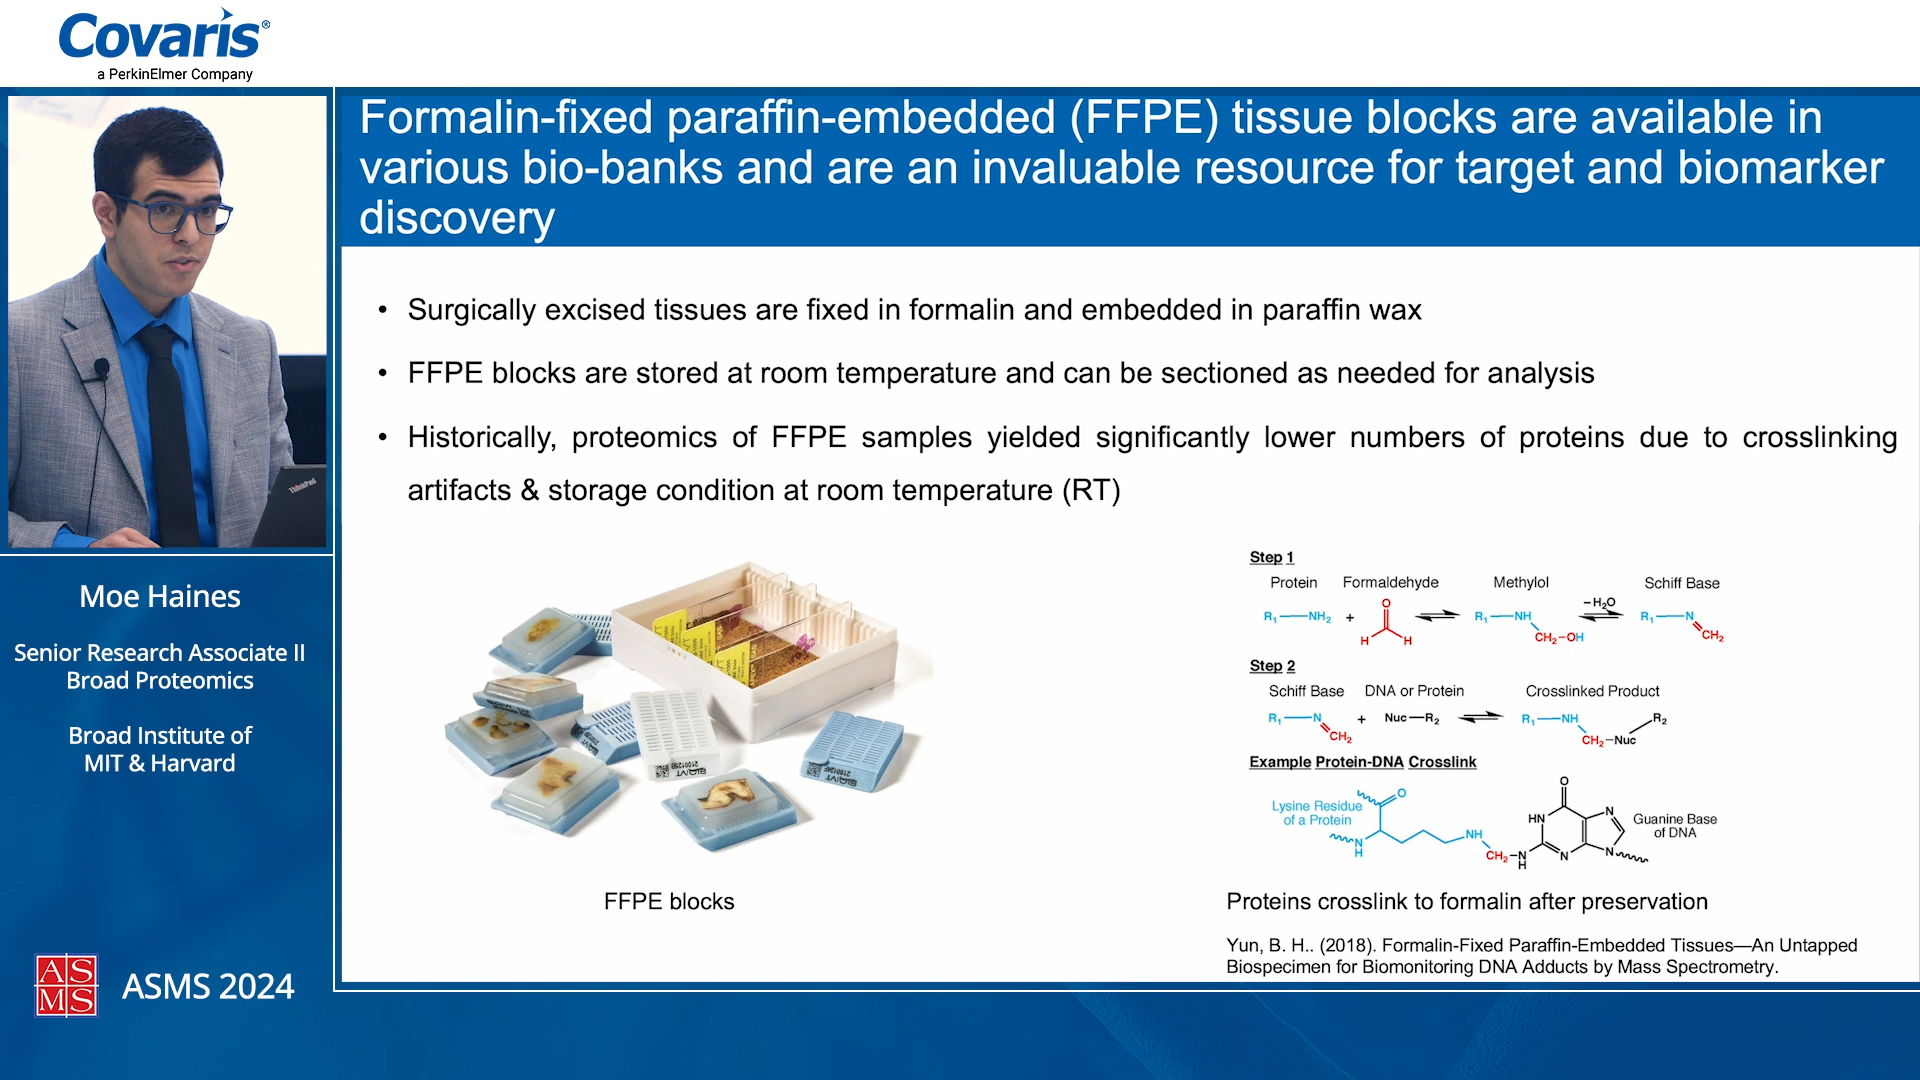 Covaris®
a PerkinElmer Company
Formalin-fixed paraffin-embedded (FFPE) tissue blocks are available in
various bio-banks and are an invaluable resource for target and biomarker
discovery
• Surgically excised tissues are fixed in formalin and embedded in paraffin wax
• FFPE blocks are stored at room temperature and can be sectioned as needed for analysis
• Historically, proteomics of FFPE samples yielded significantly lower numbers of proteins due to crosslinking
artifacts & storage condition at room temperature (RT)
ThinkPad
Moe Haines
Senior Research Associate II
Broad Proteomics
Broad Institute of
MIT & Harvard
AS
MS
ASMS 2024
FFPE blocks
Step 1
Protein Formaldehyde Methylol Schiff Base
R₁—NH₂ + O H H R₁—NH CH₂–OH –H₂O R₁—N CH₂
Step 2
Schiff Base DNA or Protein Crosslinked Product
R₁—N CH₂ + Nuc—R₂ R₁—NH CH₂–Nuc R₂
Example Protein-DNA Crosslink
Lysine Residue
of a Protein
O N H NH CH₂ N H HN O N N N
Guanine Base
of DNA
Proteins crosslink to formalin after preservation
Yun, B. H.. (2018). Formalin-Fixed Paraffin-Embedded Tissues—An Untapped
Biospecimen for Biomonitoring DNA Adducts by Mass Spectrometry.